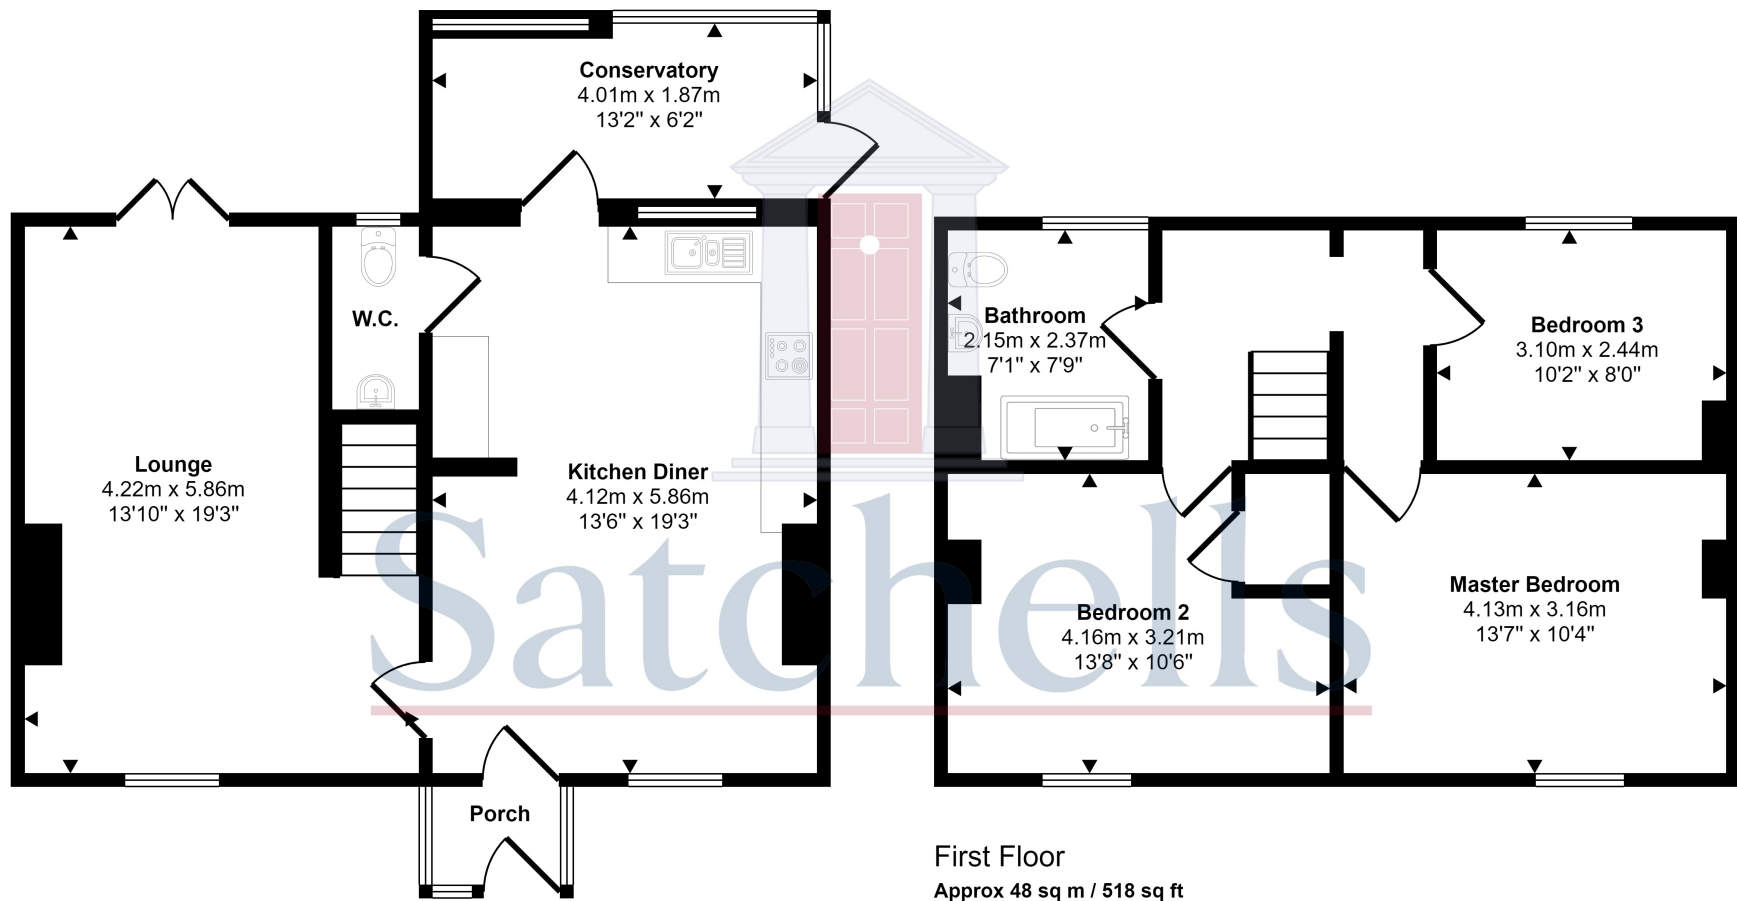 Conservatory
4.01m x 1.87m
13'2" x 6'2"
W.C.
Lounge
4.22m x 5.86m
13'10" x 19'3"
Kitchen Diner
4.12m x 5.86m
13'6" x 19'3"
Porch
Bathroom
2.15m x 2.37m
7'1" x 7'9"
Bedroom 3
3.10m x 2.44m
10'2" x 8'0"
Bedroom 2
4.16m x 3.21m
13'8" x 10'6"
Master Bedroom
4.13m x 3.16m
13'7" x 10'4"
Satchells
First Floor
Approx 48 sq m / 518 sq ft